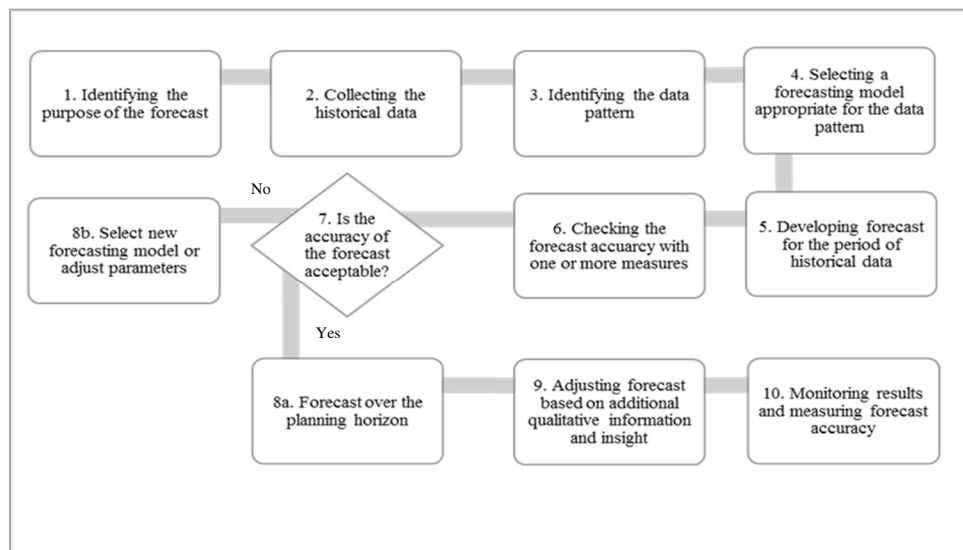 1. Identifying the
purpose of the forecast
2. Collecting the
historical data
3. Identifying the data
pattern
4. Selecting a
forecasting model
appropriate for the data
pattern
5. Developing forecast
for the period of
historical data
6. Checking the
forecast accuarcy with
one or more measures
7. Is the
accuracy of
the forecast
acceptable?
No
8b. Select new
forecasting model or
adjust parameters
Yes
8a. Forecast over the
planning horizon
9. Adjusting forecast
based on additional
qualitative information
and insight
10. Monitoring results
and measuring forecast
accuracy